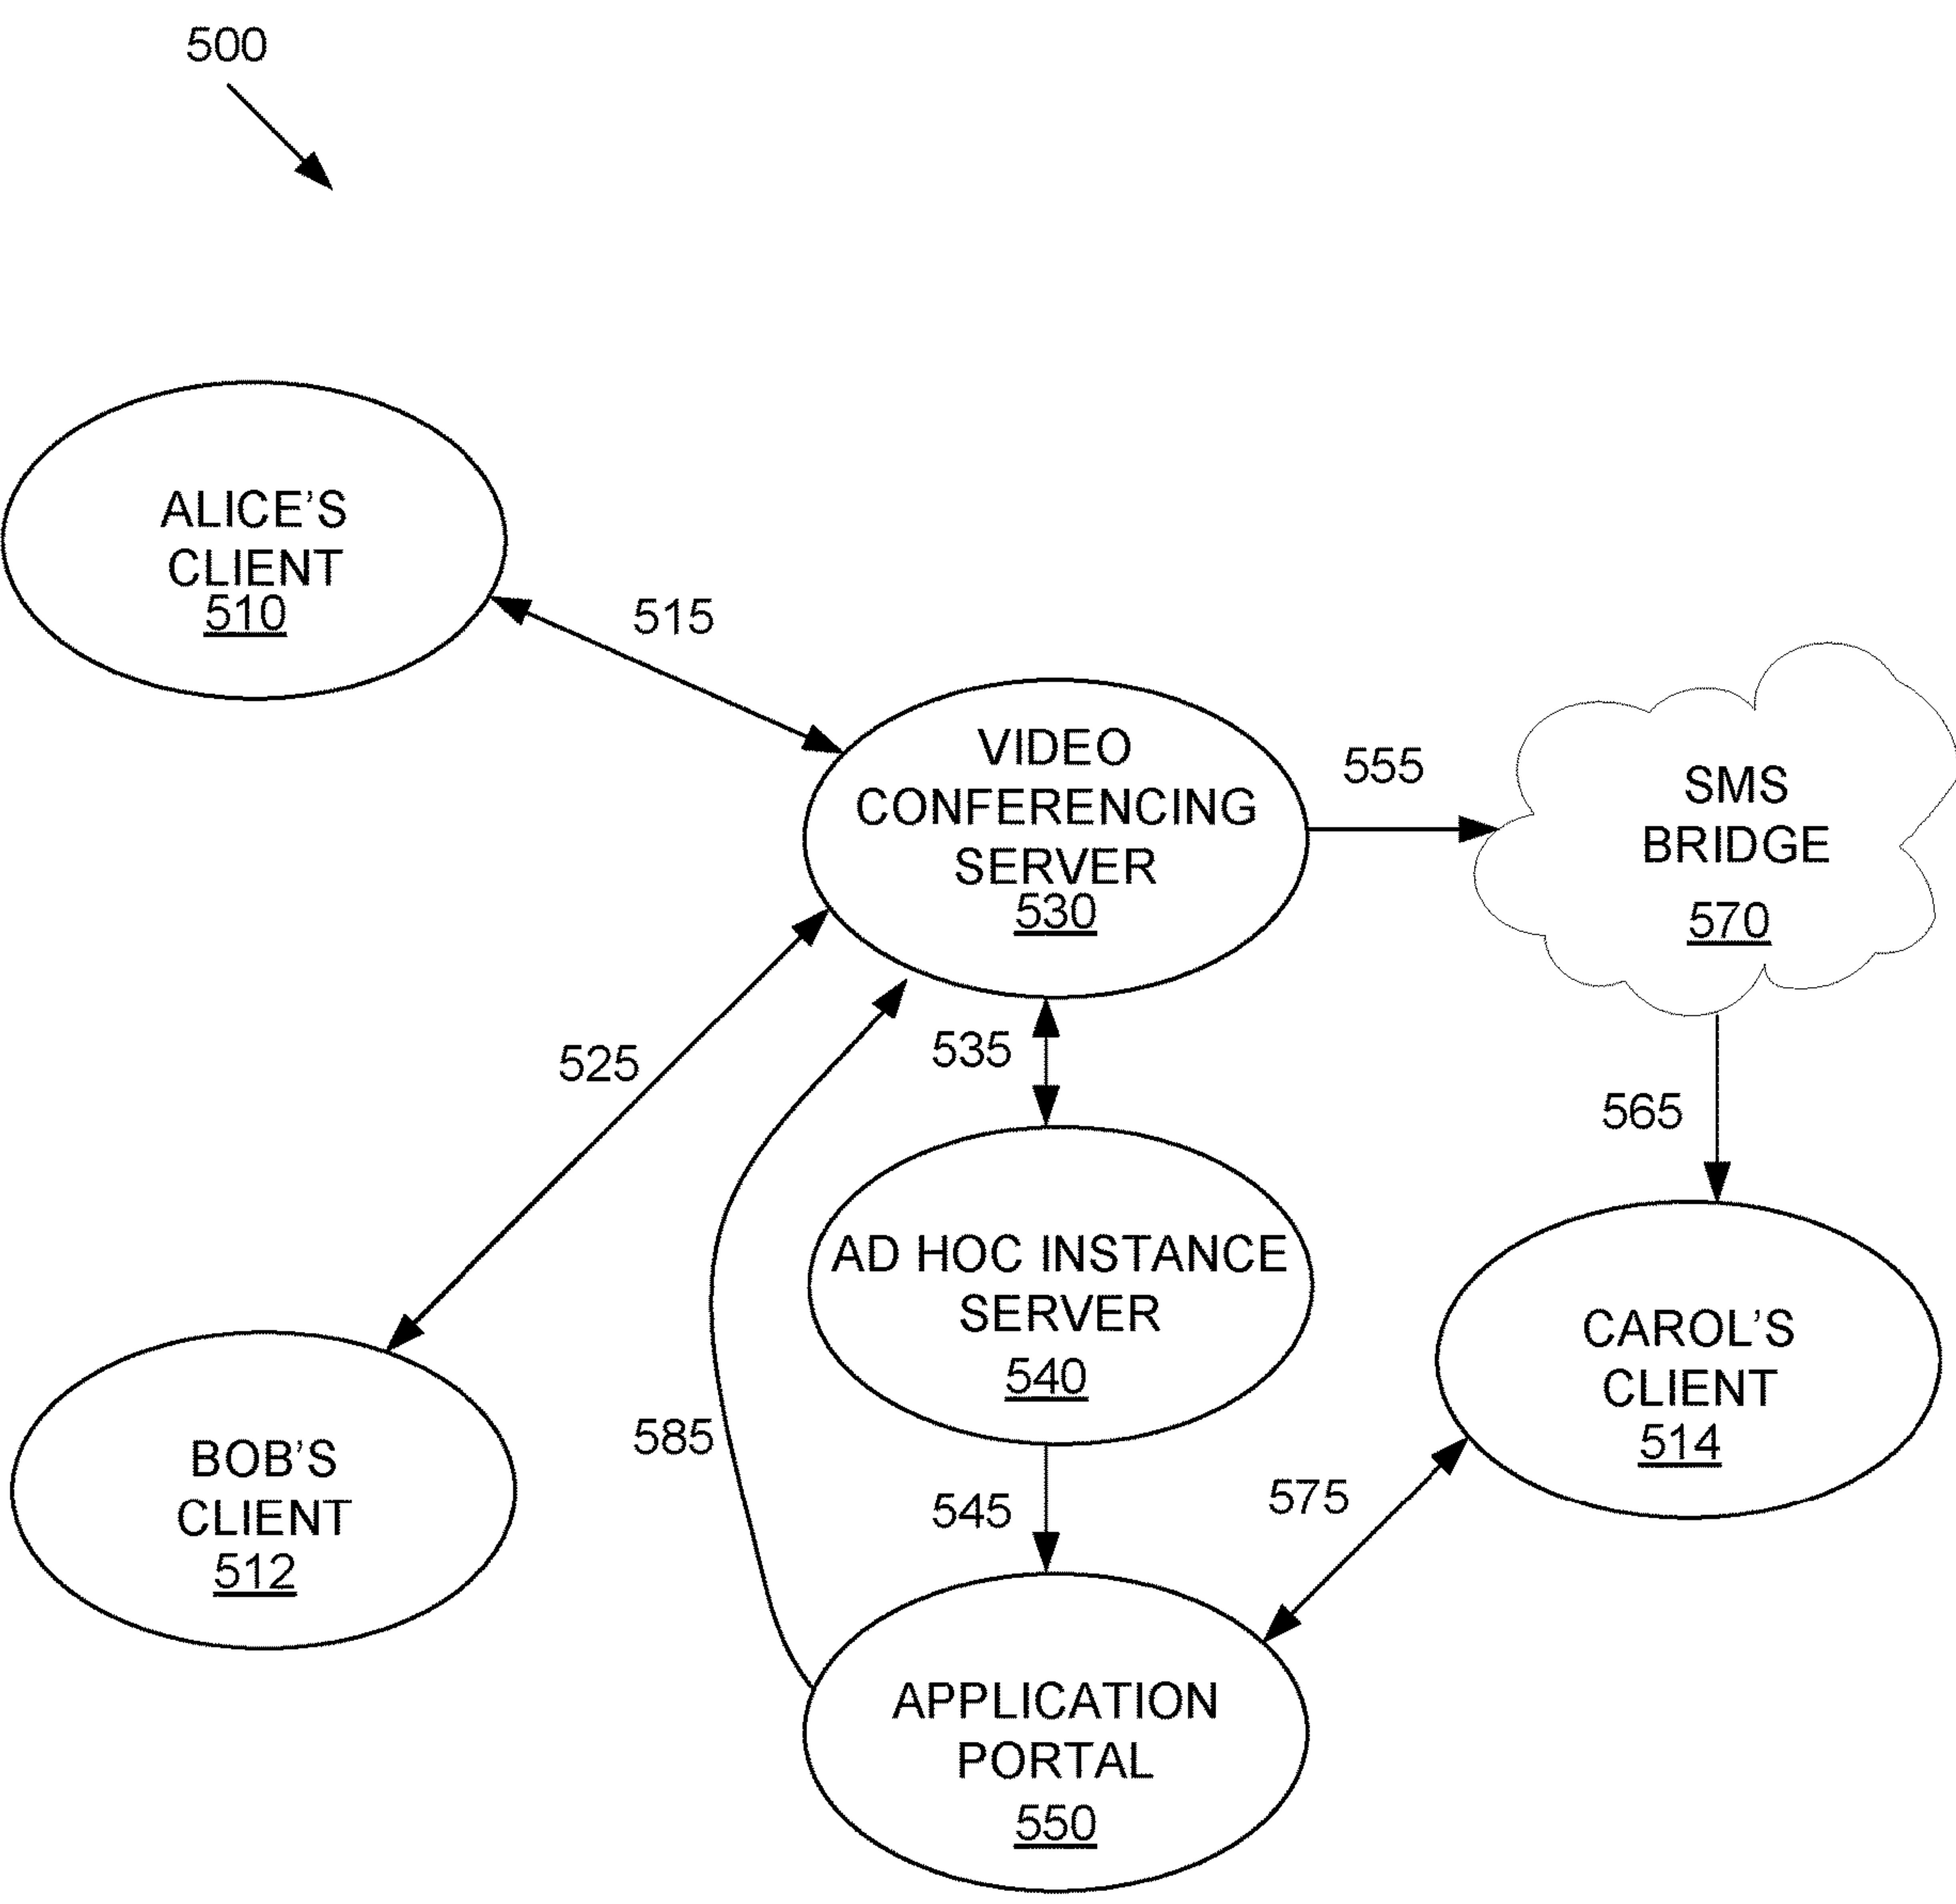 500
ALICE'S
CLIENT
510
515
VIDEO
CONFERENCING
SERVER
530
555
SMS
BRIDGE
570
525
535
565
AD HOC INSTANCE
SERVER
540
CAROL'S
CLIENT
514
585
BOB'S
CLIENT
512
545
575
APPLICATION
PORTAL
550